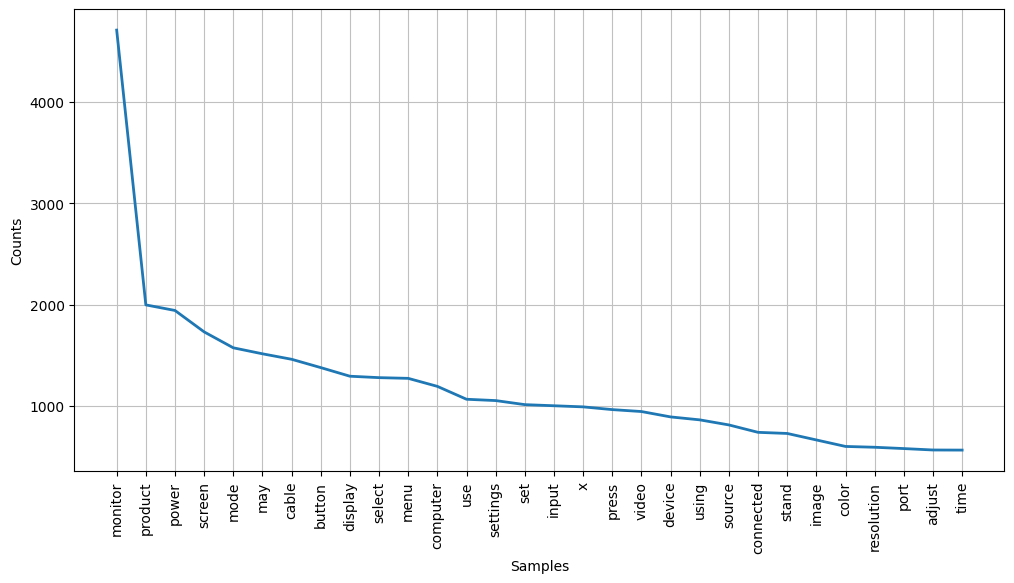 4000
3000
2000
1000
Counts
monitor
product
power
screen
mode
may
cable
button
display
select
menu
computer
use
settings
set
input
x
press
video
device
using
source
connected
stand
image
color
resolution
port
adjust
time
Samples